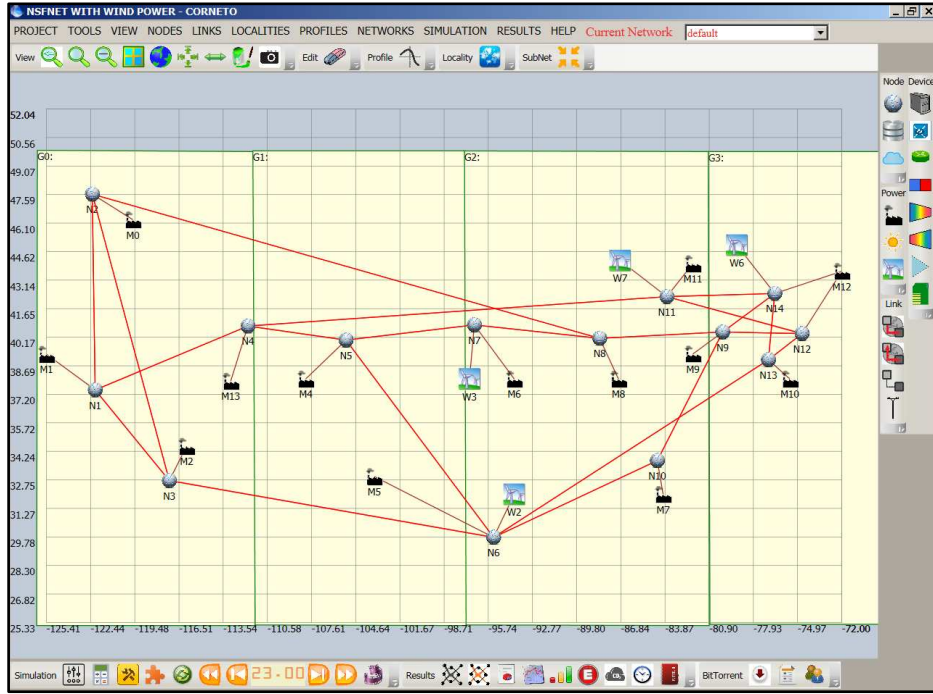 NSFNET WITH WIND POWER - CORNETO
PROJECT TOOLS VIEW NODES LINKS LOCALITIES PROFILES NETWORKS SIMULATION RESULTS HELP Current Network default
View Edit Profile Locality SubNet
Node Device
52.04
50.56
G0: G1: G2: G3:
49.07
47.59
N2
M0
Power
46.10
W6
44.62
W7 M11
M12
43.14
N14
N11
Link
41.65
N4 N7 N9 N12
40.17
N5 N8
M1 M9
N13
38.69
M13 M4 W3 M6 M8 M10
37.20
N1
35.72
34.24
M2
N10
32.75
N3 M5
M7
31.27
W2
29.78
N6
28.30
26.82
25.33 -125.41 -122.44 -119.48 -116.51 -113.54 -110.58 -107.61 -104.64 -101.67 -98.71 -95.74 -92.77 -89.80 -86.84 -83.87 -80.90 -77.93 -74.97 -72.00
Simulation 23.00 Results BitTorrent